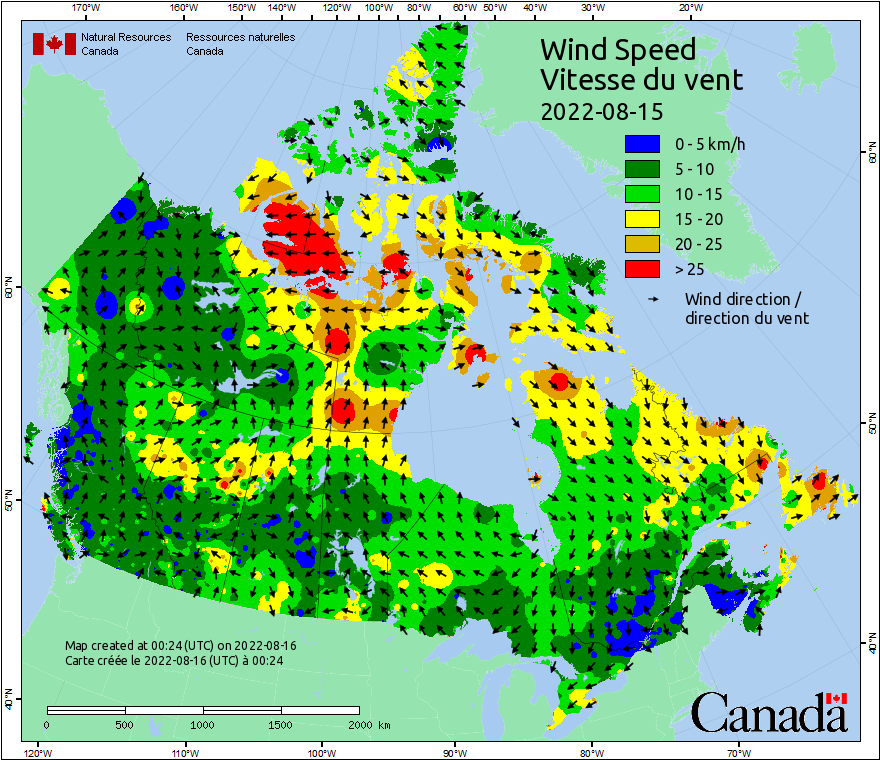 170°W 160°W 150°W 140°W 120°W 100°W 80°W 60°W 50°W 40°W 30°W 20°W
Natural Resources Ressources naturelles
Canada Canada
Wind Speed
Vitesse du vent
2022-08-15
0 - 5 km/h
5 - 10
10 - 15
15 - 20
20 - 25
> 25
Wind direction /
direction du vent
60°N
60°N
50°N
50°N
40°N
40°N
Map created at 00:24 (UTC) on 2022-08-16
Carte créée le 2022-08-16 (UTC) à 00:24
0 500 1000 1500 2000 km
Canada
120°W 110°W 100°W 90°W 80°W 70°W